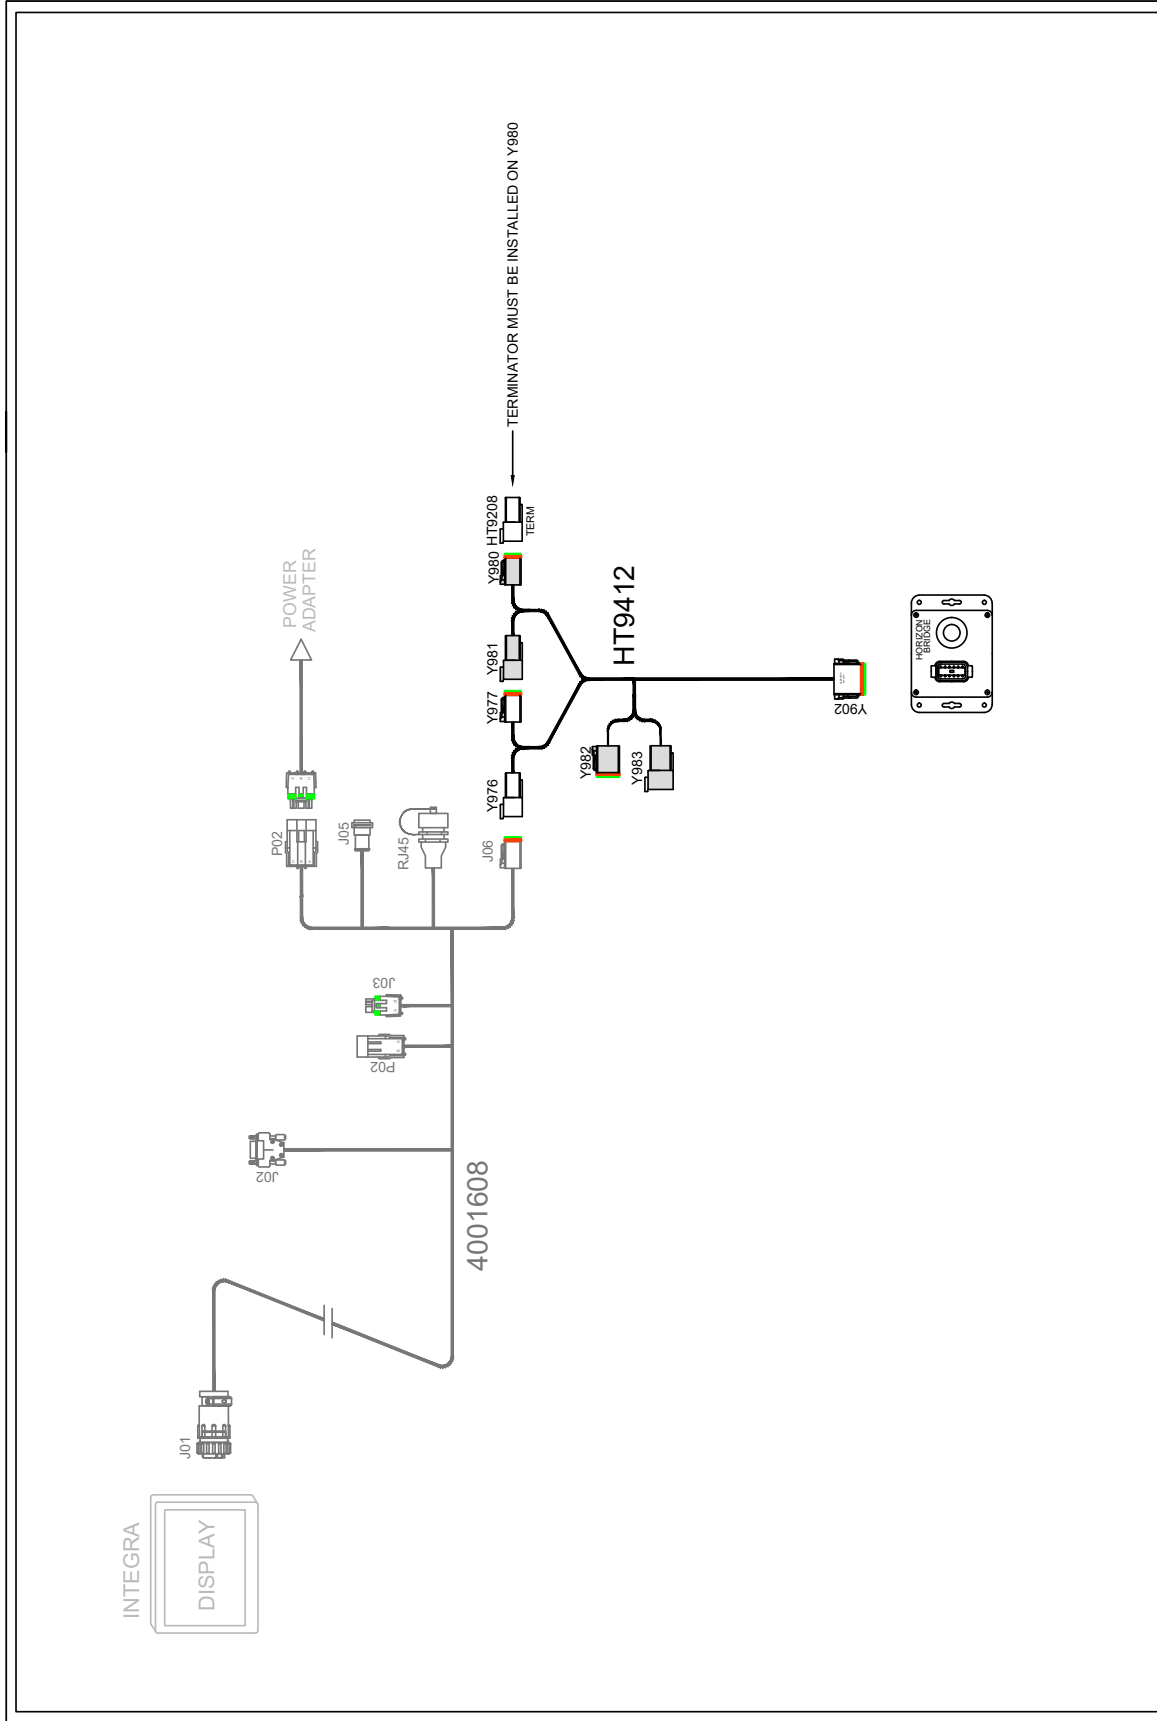 INTEGRA
DISPLAY
J01
J02
4001608
P02
J03
P02
J05
RJ45
J06
POWER
ADAPTER
Y976
Y977
Y981
Y980
HT9208
TERM
TERMINATOR MUST BE INSTALLED ON Y980
HT9412
Y982
Y983
Y902
HORIZON
BRIDGE